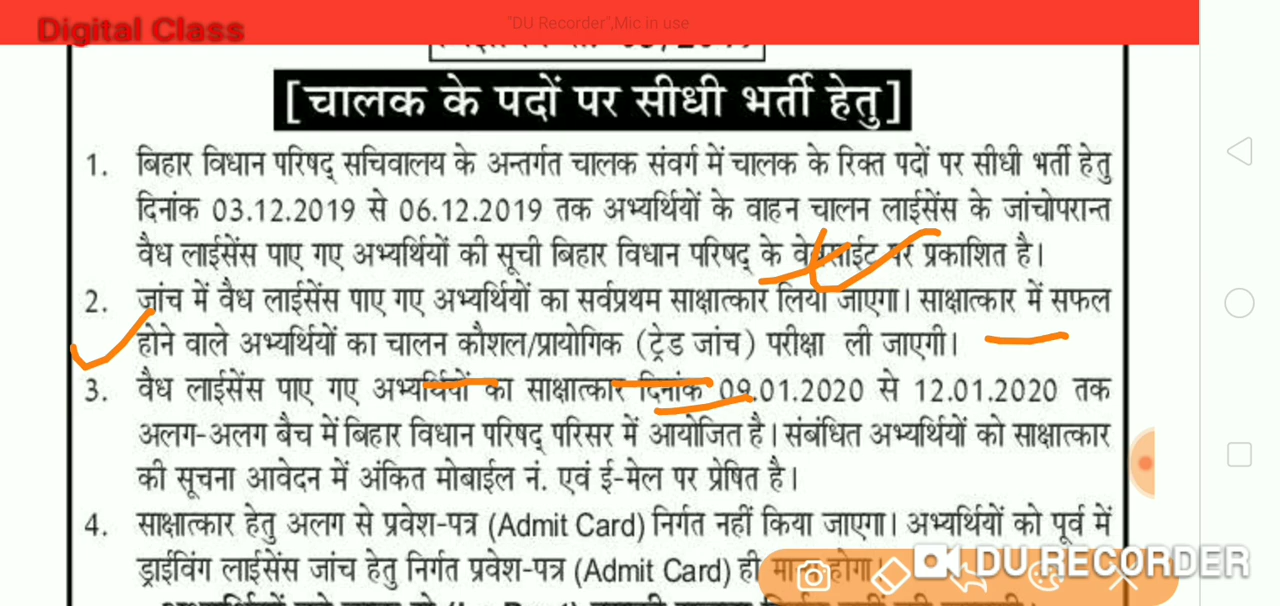 "DU Recorder",Mic in use
Digital Class
[चालक के पदों पर सीधी भर्ती हेतु]
1. बिहार विधान परिषद् सचिवालय के अन्तर्गत चालक संवर्ग में चालक के रिक्त पदों पर सीधी भर्ती हेतु
दिनांक 03.12.2019 से 06.12.2019 तक अभ्यर्थियों के वाहन चालन लाईसेंस के जांचोपरान्त
वैध लाईसेंस पाए गए अभ्यर्थियों की सूची बिहार विधान परिषद् के वेबसाईट पर प्रकाशित है।
2. जांच में वैध लाईसेंस पाए गए अभ्यर्थियों का सर्वप्रथम साक्षात्कार लिया जाएगा। साक्षात्कार में सफल
होने वाले अभ्यर्थियों का चालन कौशल/प्रायोगिक (ट्रेड जांच) परीक्षा ली जाएगी।
3. वैध लाईसेंस पाए गए अभ्यर्थियों का साक्षात्कार दिनांक 09.01.2020 से 12.01.2020 तक
अलग-अलग बैच में बिहार विधान परिषद् परिसर में आयोजित है। संबंधित अभ्यर्थियों को साक्षात्कार
की सूचना आवेदन में अंकित मोबाईल नं. एवं ई-मेल पर प्रेषित है।
4. साक्षात्कार हेतु अलग से प्रवेश-पत्र (Admit Card) निर्गत नहीं किया जाएगा। अभ्यर्थियों को पूर्व में
ड्राईविंग लाईसेंस जांच हेतु निर्गत प्रवेश-पत्र (Admit Card) ही मान्य होगा।
DU RECORDER